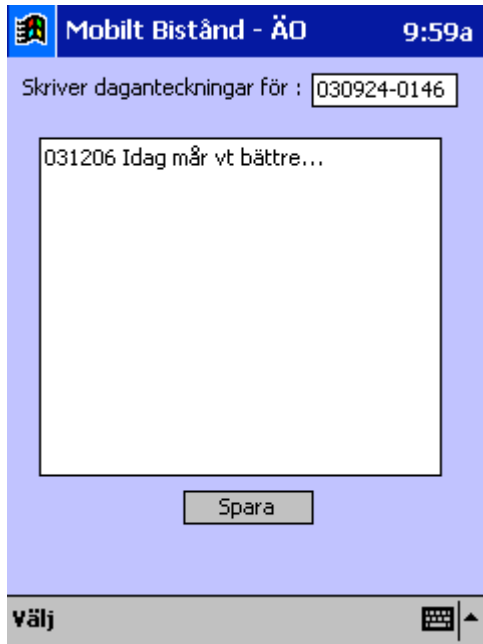 Mobilt Bistånd - ÄO 9:59a
Skriver daganteckningar för : 030924-0146
031206 Idag mår vt bättre...
Spara
Välj